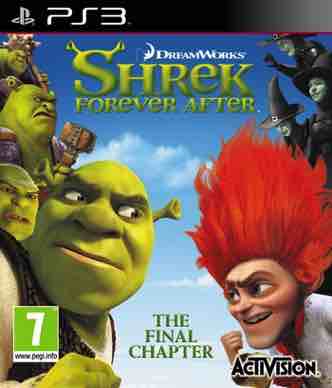 PS3
DREAMWORKS
SHREK
FOREVER AFTER
THE
FINAL
CHAPTER
7
www.pegi.info
ACTIVISION